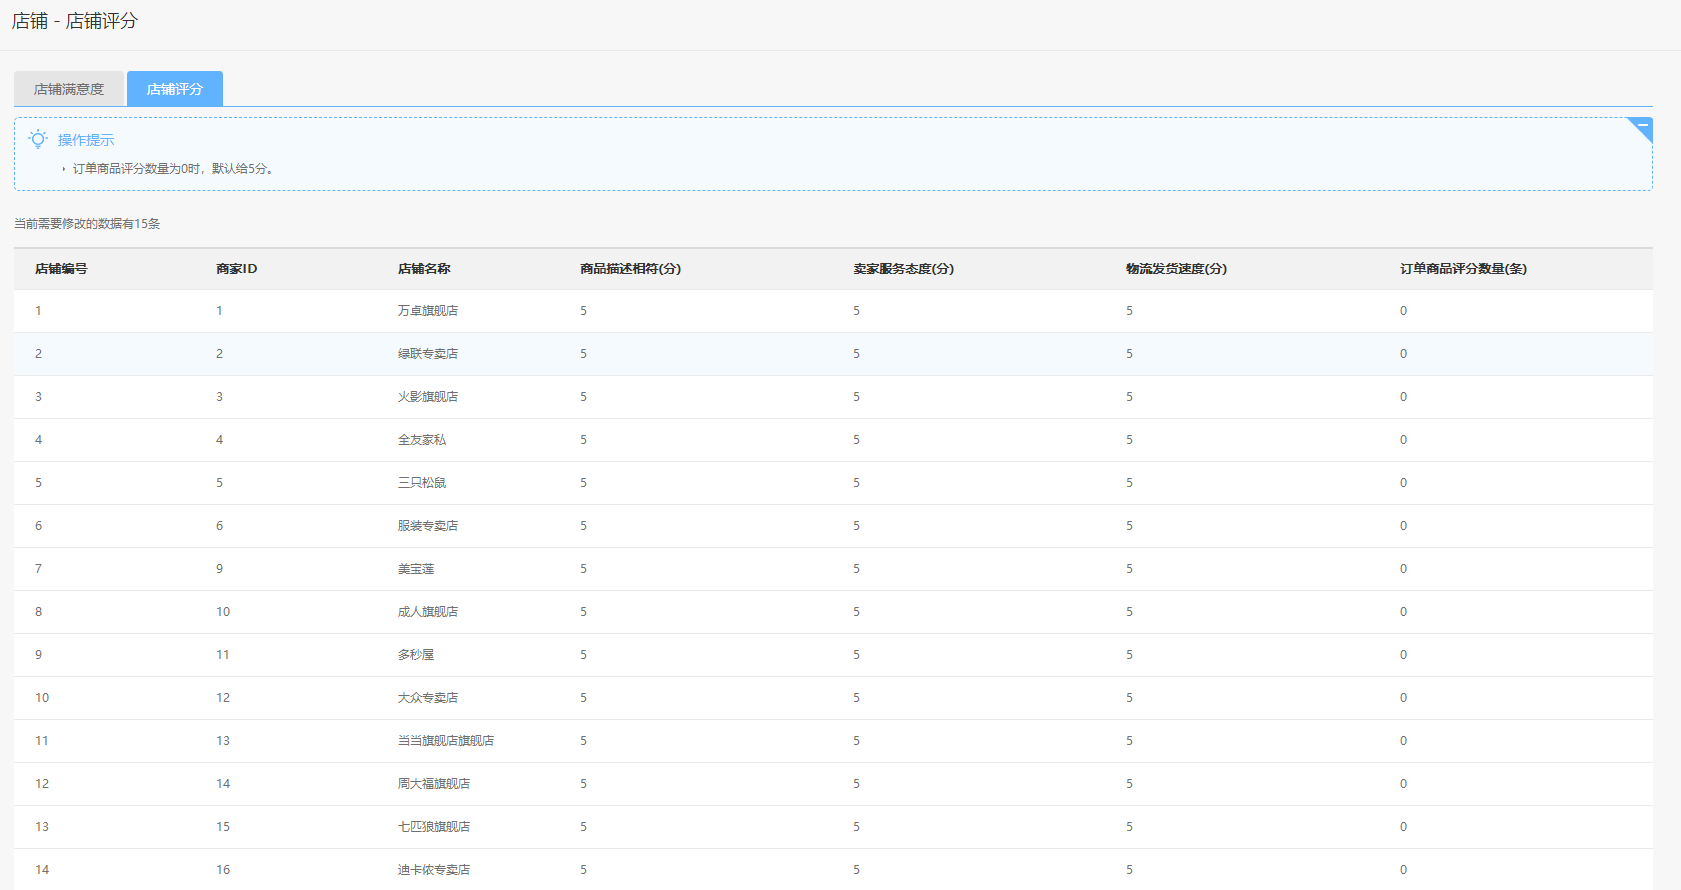 店铺 - 店铺评分
店铺满意度 店铺评分
操作提示
订单商品评分数量为0时，默认给5分。
当前需要修改的数据有15条
店铺编号 商家ID 店铺名称 商品描述相符(分) 卖家服务态度(分) 物流发货速度(分) 订单商品评分数量(条)
1 1 万卓旗舰店 5 5 5 0
2 2 绿联专卖店 5 5 5 0
3 3 火影旗舰店 5 5 5 0
4 4 全友家私 5 5 5 0
5 5 三只松鼠 5 5 5 0
6 6 服装专卖店 5 5 5 0
7 9 美宝莲 5 5 5 0
8 10 成人旗舰店 5 5 5 0
9 11 多秒屋 5 5 5 0
10 12 大众专卖店 5 5 5 0
11 13 当当旗舰店旗舰店 5 5 5 0
12 14 周大福旗舰店 5 5 5 0
13 15 七匹狼旗舰店 5 5 5 0
14 16 迪卡侬专卖店 5 5 5 0